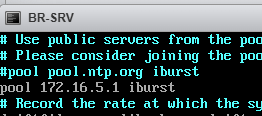 BR-SRV
# Use public servers from the poo
# Please consider joining the poo
#pool pool.ntp.org iburst
pool 172.16.5.1 iburst
# Record the rate at which the sy